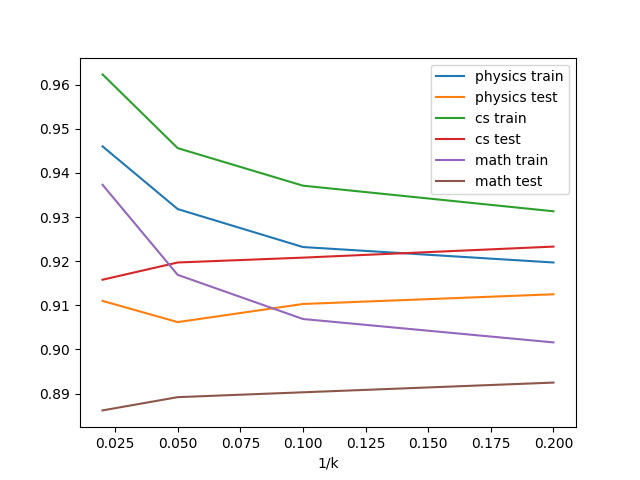 0.96
0.95
0.94
0.93
0.92
0.91
0.90
0.89
physics train
physics test
cs train
cs test
math train
math test
0.025 0.050 0.075 0.100 0.125 0.150 0.175 0.200
1/k